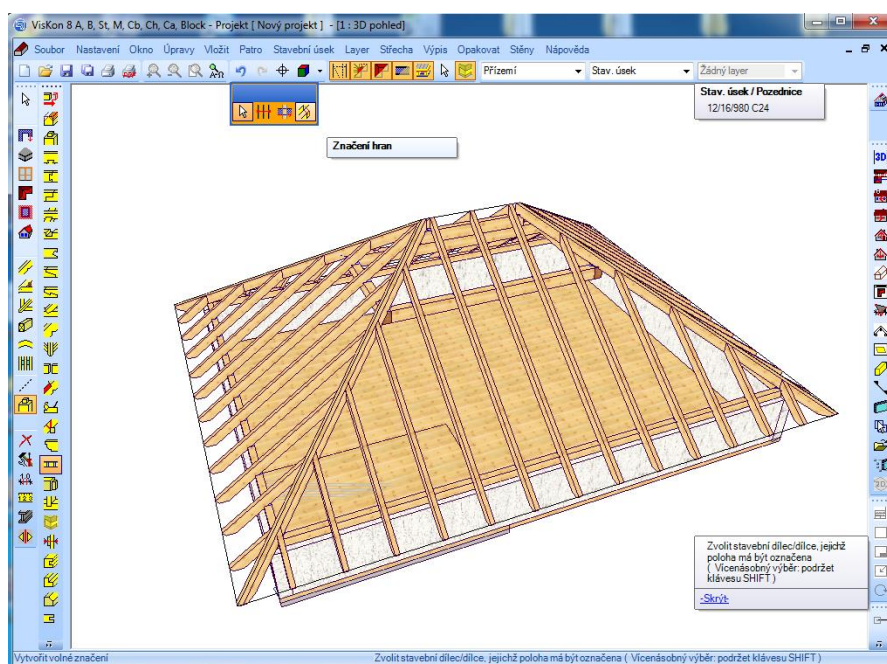 VisKon 8 A, B, St, M, Cb, Ch, Ca, Block - Projekt [ Nový projekt ] - [1 : 3D pohled]
Soubor Nastavení Okno Úpravy Vložit Patro Stavební úsek Layer Střecha Výpis Opakovat Stěny Nápověda
Přízemí Stav. úsek Žádný layer
Stav. úsek / Pozednice
12/16/980 C24
Značení hran
3D
Zvolit stavební dílec/dílce, jejichž
poloha má být označena
( Vícenásobný výběr: podržet
klávesu SHIFT )
-Skrýt-
Vytvořit volné značení Zvolit stavební dílec/dílce, jejichž poloha má být označena ( Vícenásobný výběr: podržet klávesu SHIFT )